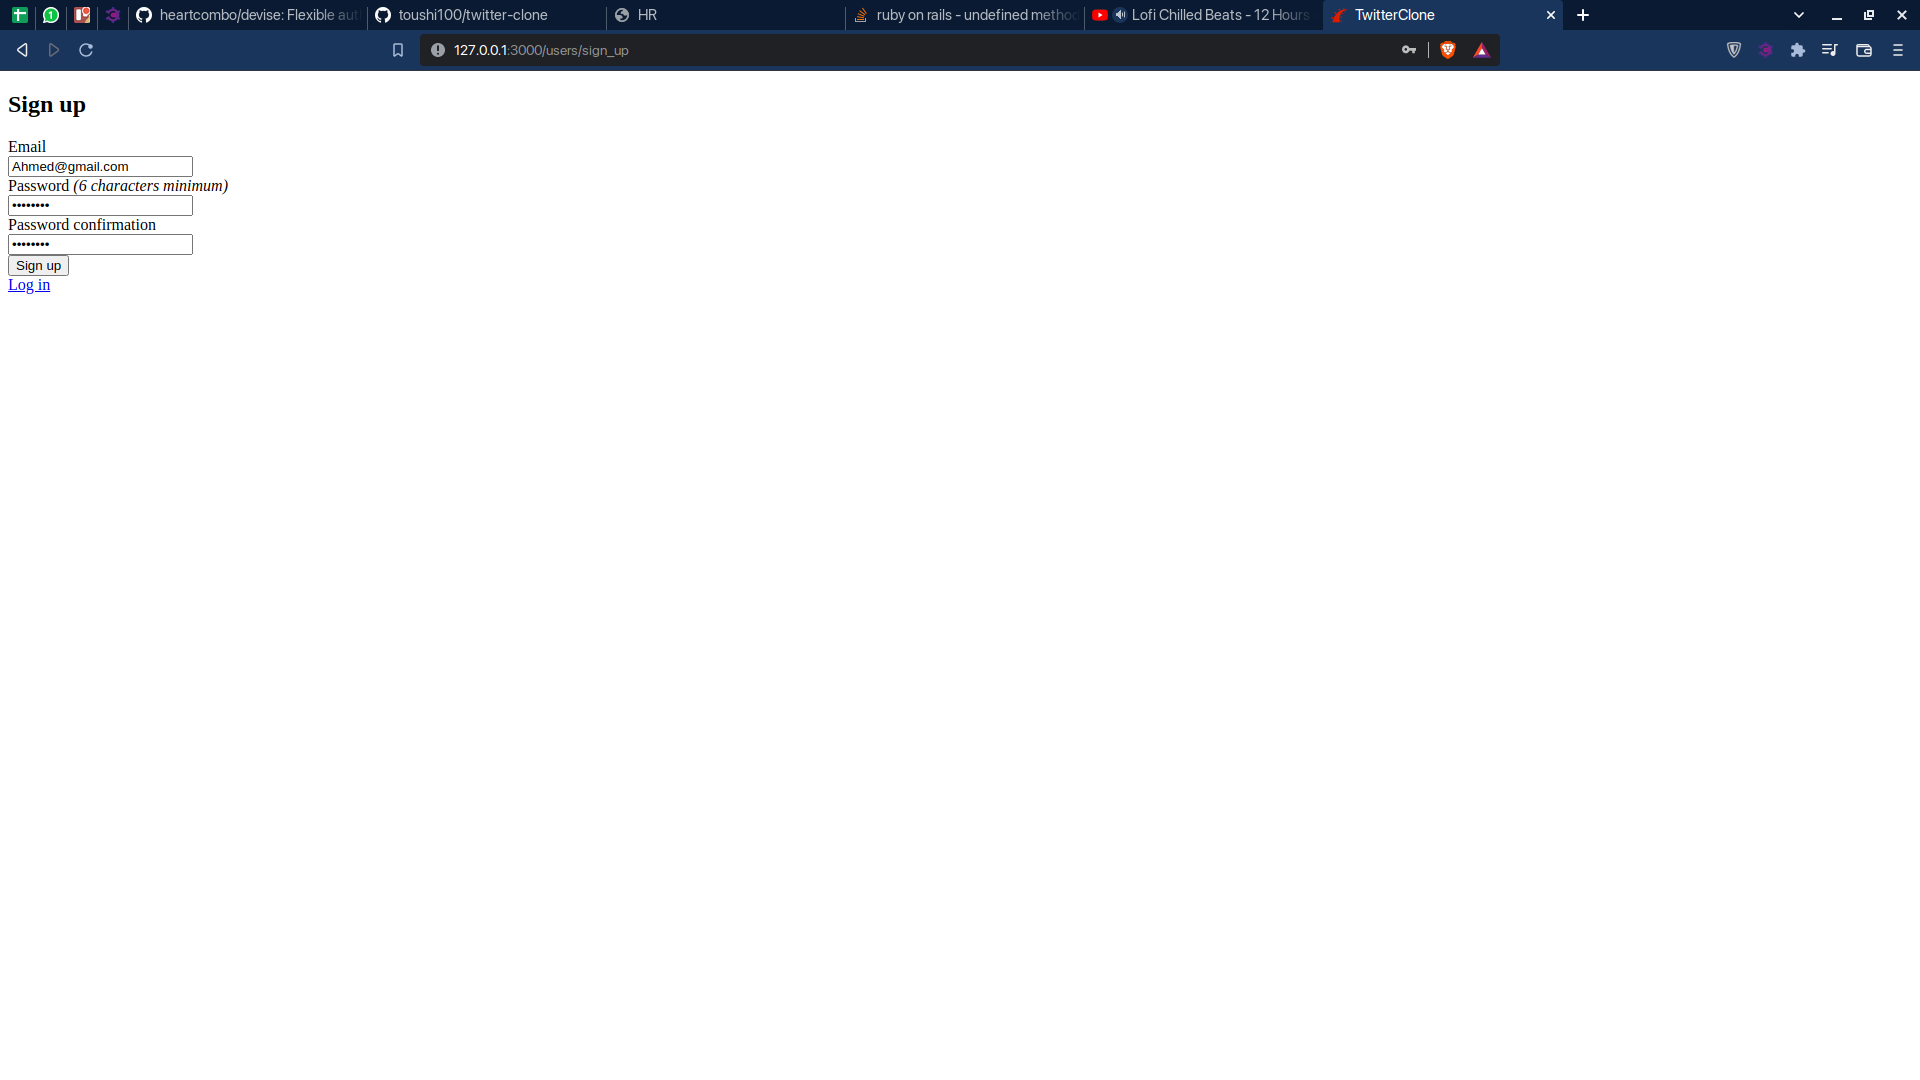 heartcombo/devise: Flexible aut
toushi100/twitter-clone
HR
ruby on rails - undefined method
Lofi Chilled Beats - 12 Hours
TwitterClone
127.0.0.1:3000/users/sign_up
Sign up
Email
Ahmed@gmail.com
Password (6 characters minimum)
••••••••
Password confirmation
••••••••
Sign up
Log in